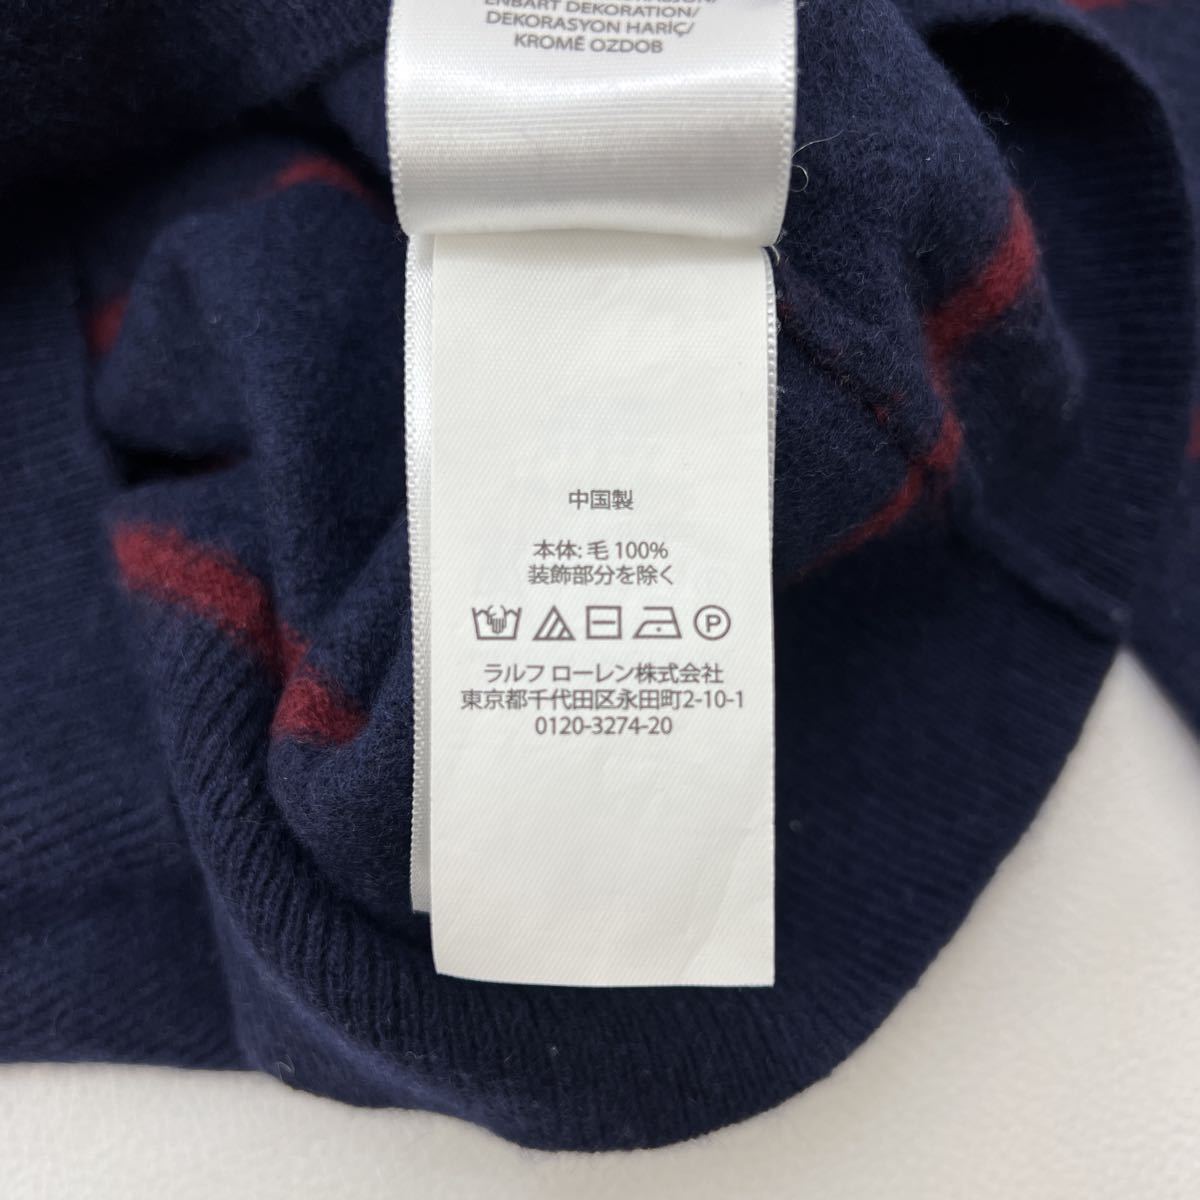 ENBART DEKORATION/
DEKORASYON HARİÇ/
KROMĚ OZDOB
中国製
本体: 毛 100%
装飾部分を除く
P
ラルフ ローレン株式会社
東京都千代田区永田町2-10-1
0120-3274-20